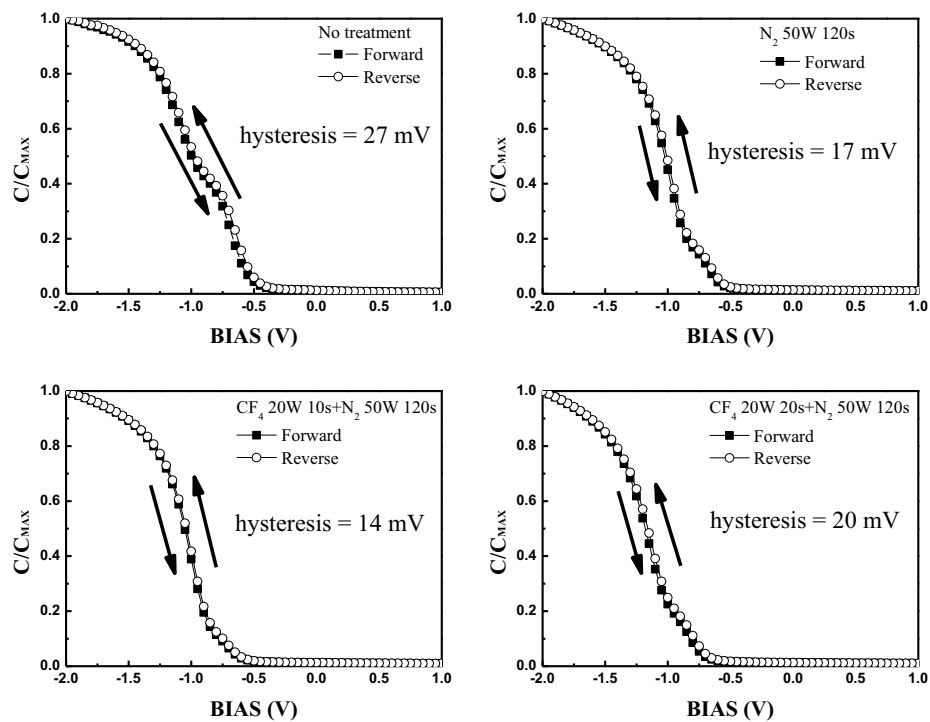 No treatment
Forward
Reverse
hysteresis = 27 mV
C/C_MAX
1.0
0.8
0.6
0.4
0.2
0.0
-2.0 -1.5 -1.0 -0.5 0.0 0.5 1.0
BIAS (V)
N₂ 50W 120s
Forward
Reverse
hysteresis = 17 mV
C/C_MAX
1.0
0.8
0.6
0.4
0.2
0.0
-2.0 -1.5 -1.0 -0.5 0.0 0.5 1.0
BIAS (V)
CF₄ 20W 10s+N₂ 50W 120s
Forward
Reverse
hysteresis = 14 mV
C/C_MAX
1.0
0.8
0.6
0.4
0.2
0.0
-2.0 -1.5 -1.0 -0.5 0.0 0.5 1.0
BIAS (V)
CF₄ 20W 20s+N₂ 50W 120s
Forward
Reverse
hysteresis = 20 mV
C/C_MAX
1.0
0.8
0.6
0.4
0.2
0.0
-2.0 -1.5 -1.0 -0.5 0.0 0.5 1.0
BIAS (V)